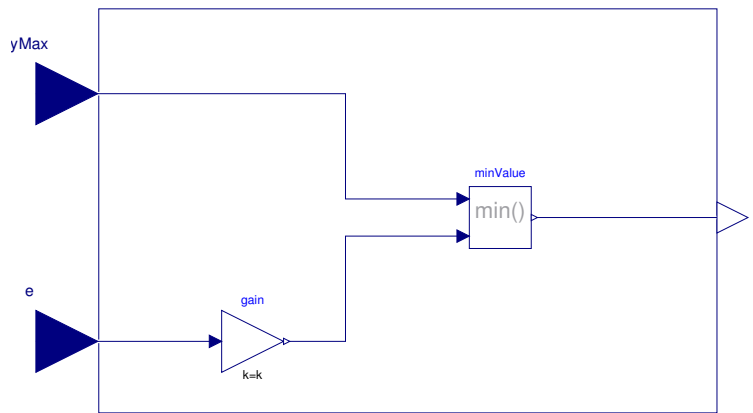 yMax
minValue
min()
e
gain
k=k